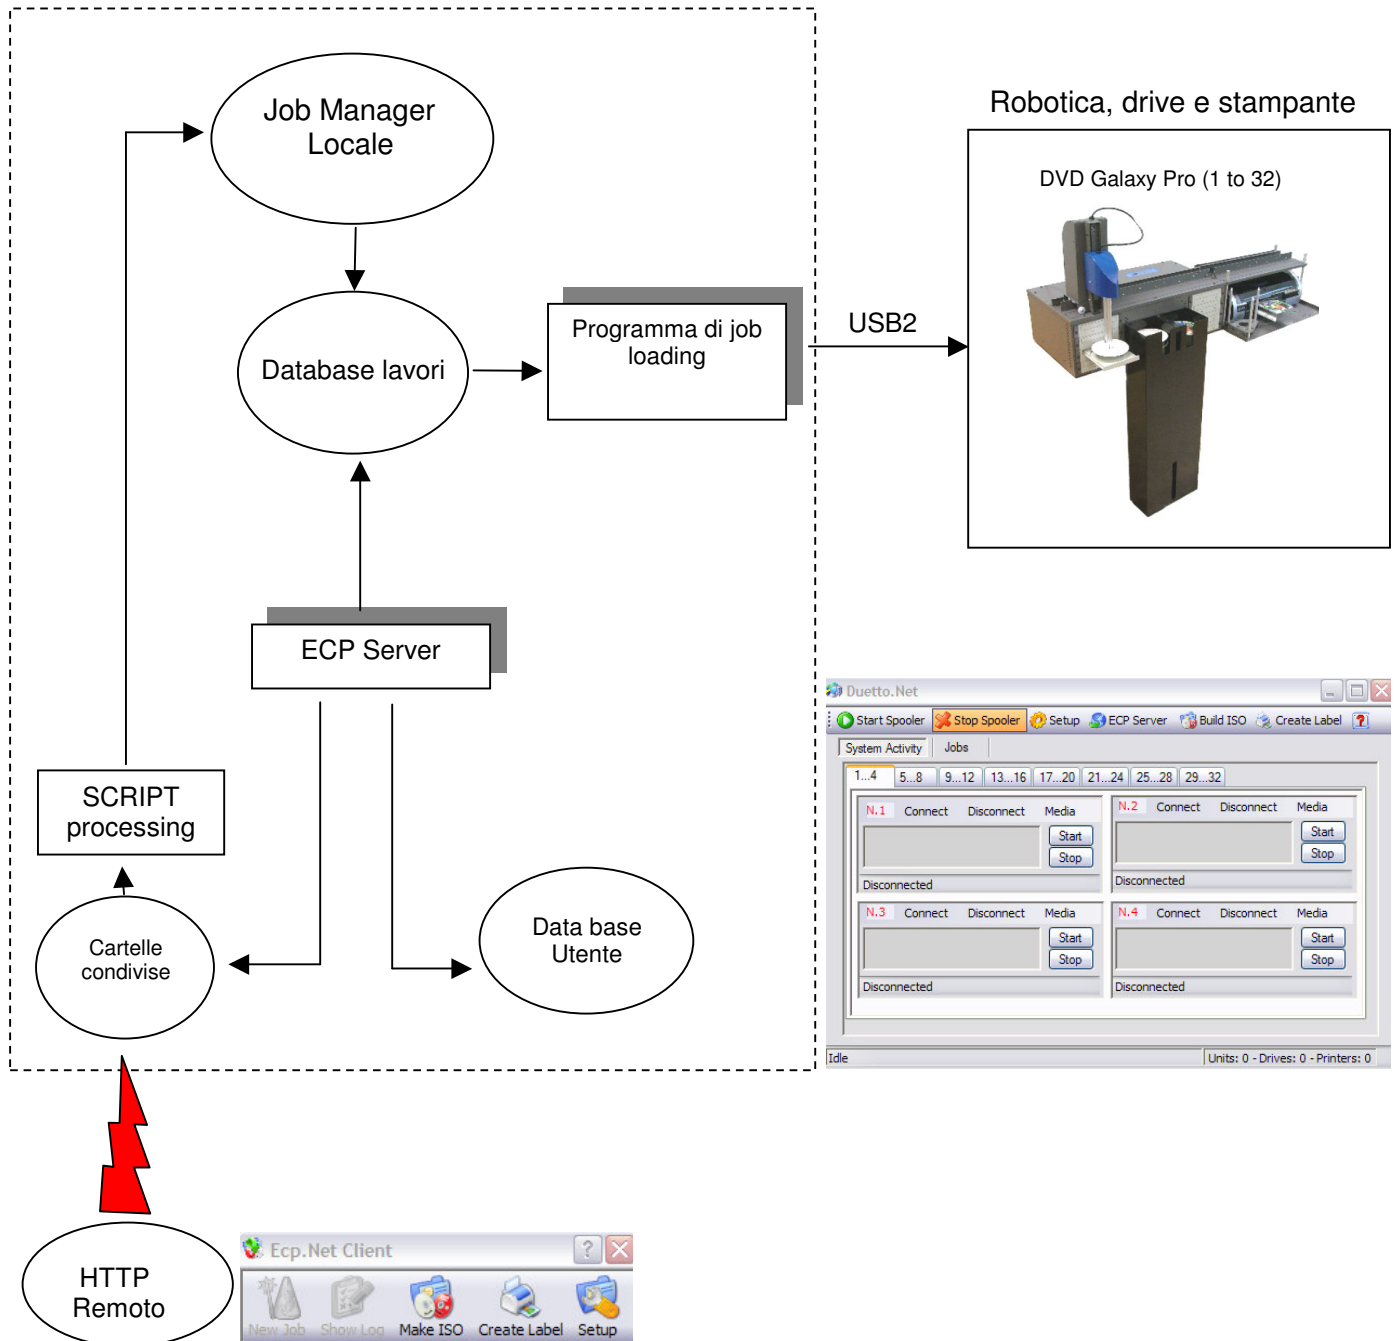 Job Manager
Locale
Robotica, drive e stampante
DVD Galaxy Pro (1 to 32)
Database lavori
Programma di job
loading
USB2
ECP Server
SCRIPT
processing
Cartelle
condivise
Data base
Utente
HTTP
Remoto
Duetto.Net
Start Spooler Stop Spooler Setup ECP Server Build ISO Create Label ?
System Activity Jobs
1...4 5...8 9...12 13...16 17...20 21...24 25...28 29...32
N.1 Connect Disconnect Media
Start
Stop
Disconnected
N.2 Connect Disconnect Media
Start
Stop
Disconnected
N.3 Connect Disconnect Media
Start
Stop
Disconnected
N.4 Connect Disconnect Media
Start
Stop
Disconnected
Idle Units: 0 - Drives: 0 - Printers: 0
Ecp.Net Client ?
New Job Show Log Make ISO Create Label Setup